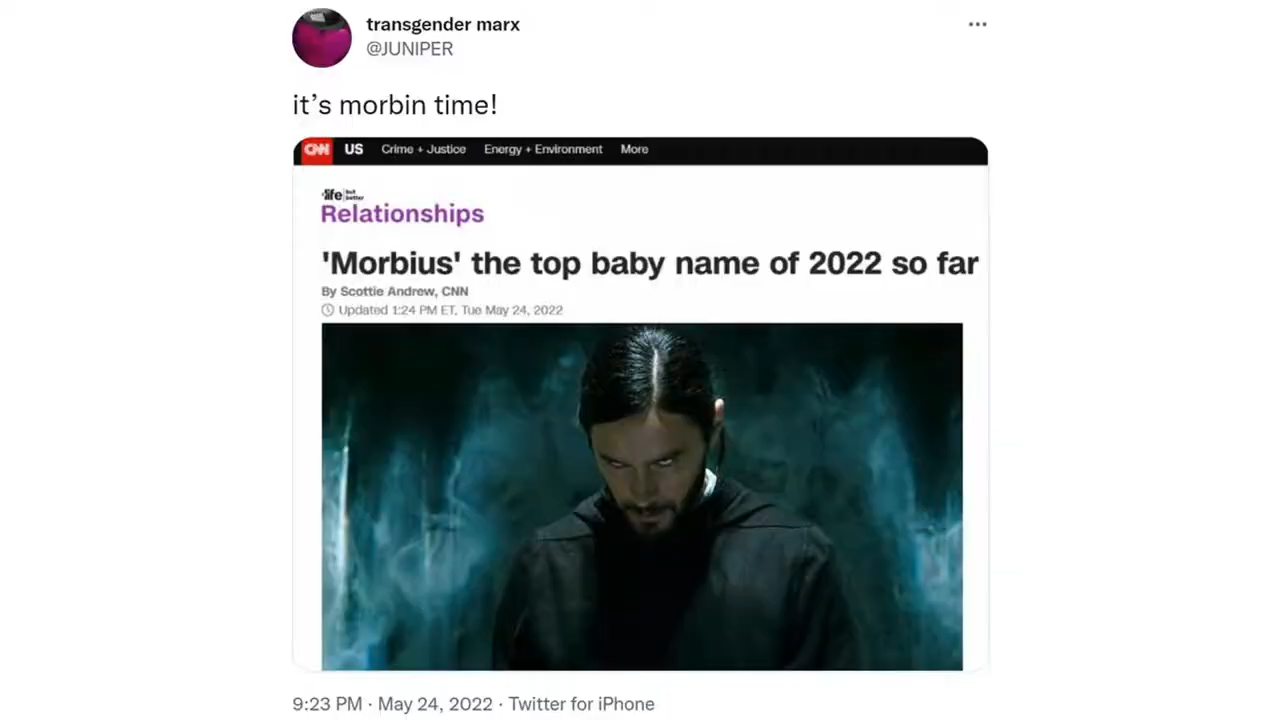 transgender marx
@JUNIPER
it's morbin time!
CNN US Crime + Justice Energy + Environment More
life but better
Relationships
'Morbius' the top baby name of 2022 so far
By Scottie Andrew, CNN
Updated 1:24 PM ET, Tue May 24, 2022
9:23 PM · May 24, 2022 · Twitter for iPhone